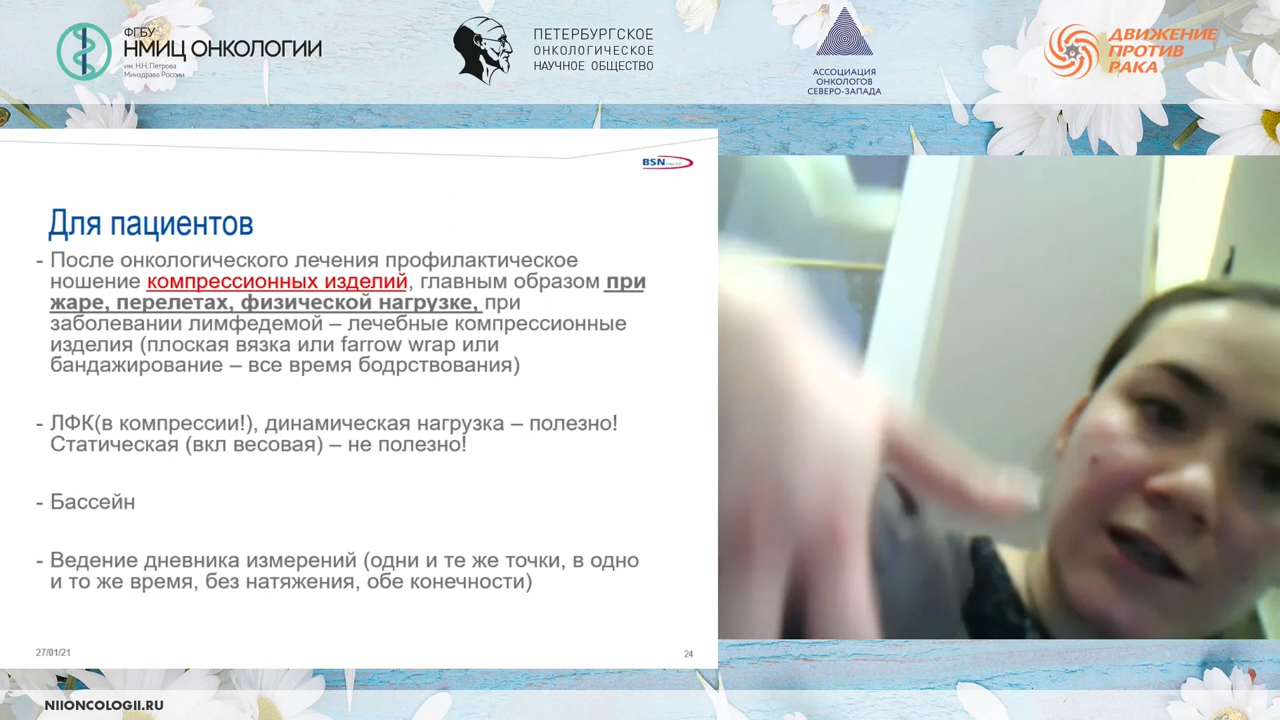 ФГБУ
НМИЦ ОНКОЛОГИИ
им. Н.Н. Петрова
Минздрава России
ПЕТЕРБУРГСКОЕ
ОНКОЛОГИЧЕСКОЕ
НАУЧНОЕ ОБЩЕСТВО
АССОЦИАЦИЯ
ОНКОЛОГОВ
СЕВЕРО-ЗАПАДА
ДВИЖЕНИЕ
ПРОТИВ
РАКА
BSN
Для пациентов
- После онкологического лечения профилактическое
ношение компрессионных изделий, главным образом при
жаре, перелетах, физической нагрузке, при
заболевании лимфедемой – лечебные компрессионные
изделия (плоская вязка или farrow wrap или
бандажирование – все время бодрствования)
- ЛФК(в компрессии!), динамическая нагрузка – полезно!
Статическая (вкл весовая) – не полезно!
- Бассейн
- Ведение дневника измерений (одни и те же точки, в одно
и то же время, без натяжения, обе конечности)
27/01/21
24
NIIONCOLOGII.RU